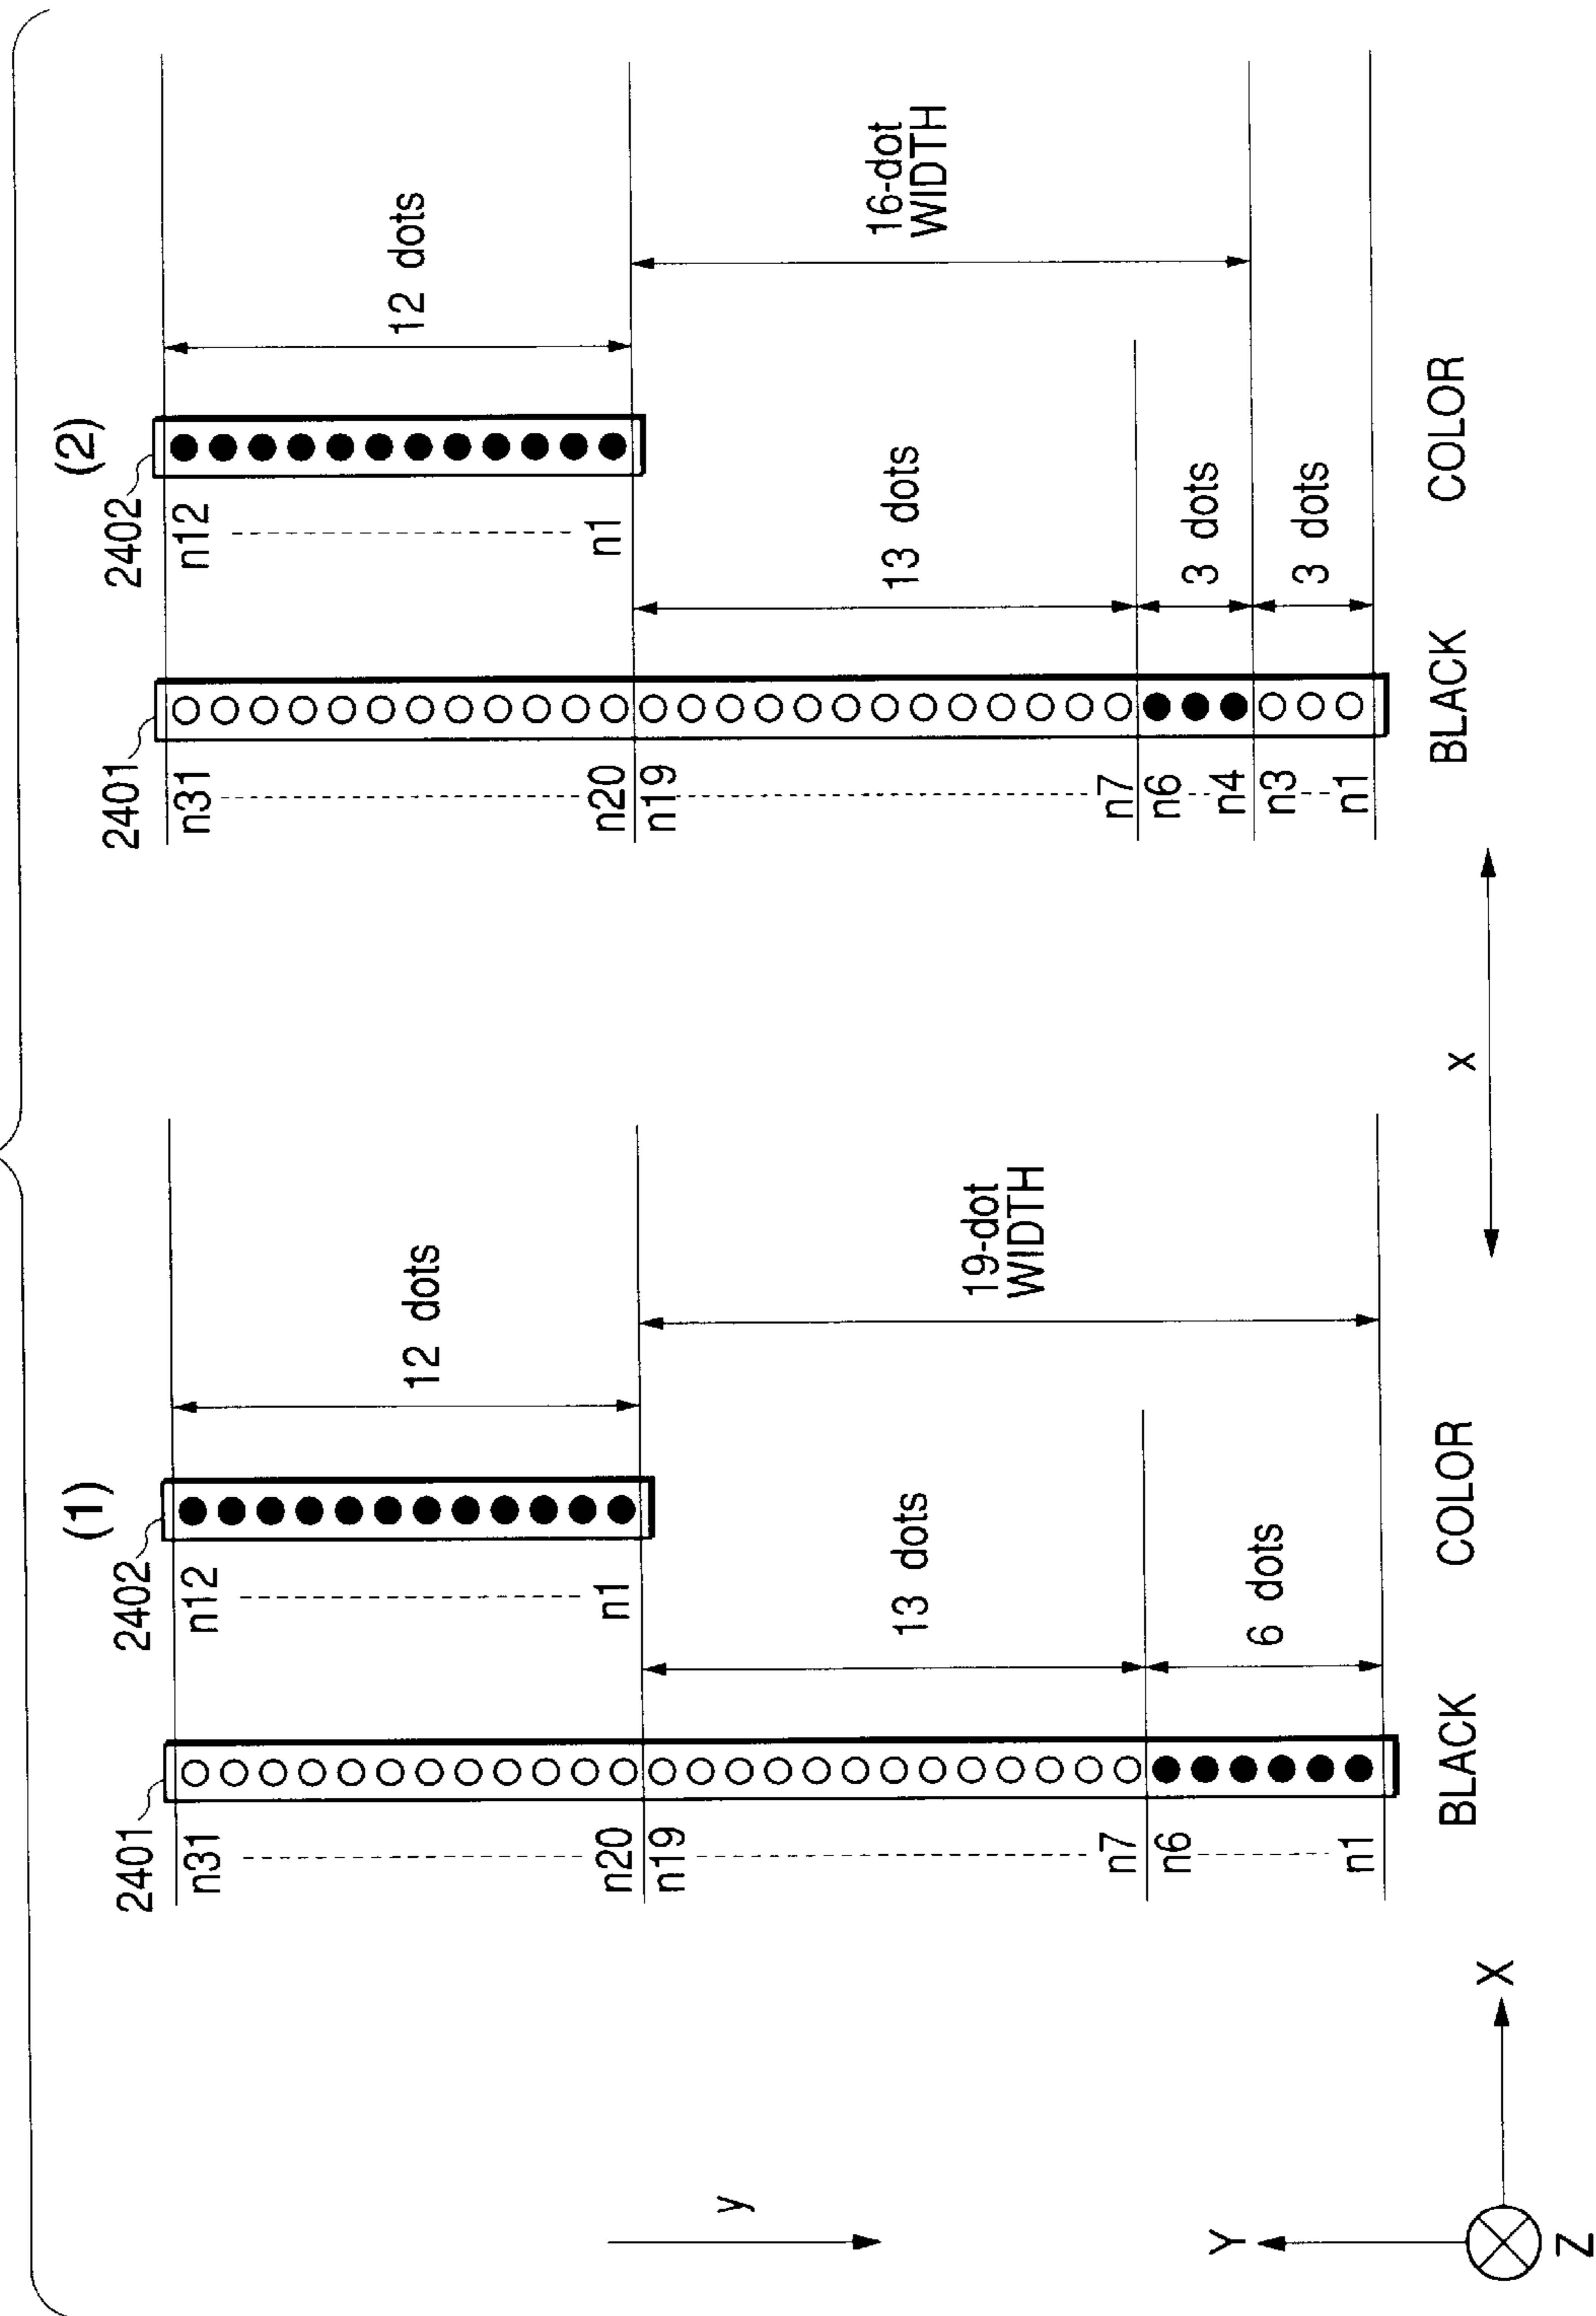 (1)
2401
2402
n31
n20
n19
n7
n6
n1
n12
n1
12 dots
13 dots
6 dots
19-dot
WIDTH
BLACK
COLOR
(2)
2401
2402
n31
n20
n19
n7
n6
n4
n3
n1
n12
n1
12 dots
13 dots
3 dots
3 dots
16-dot
WIDTH
BLACK
COLOR
y
x
Y
X
Z